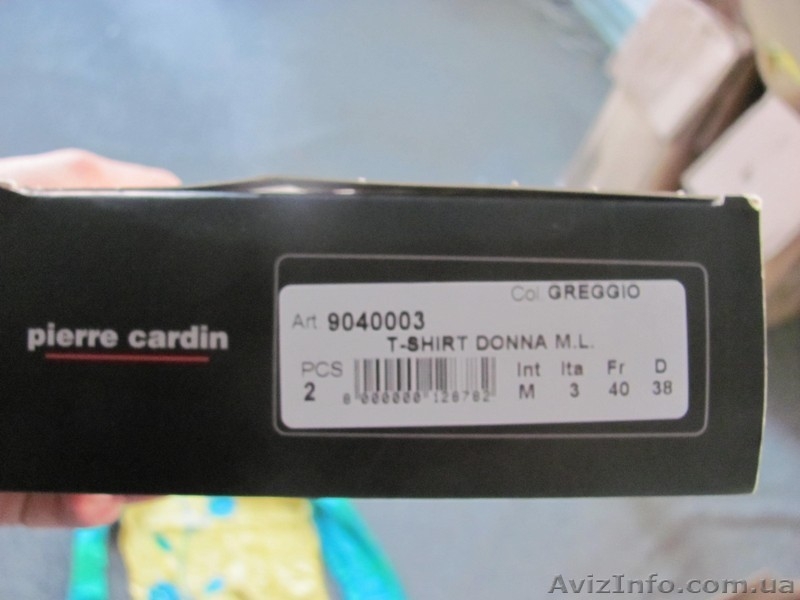 pierre cardin
Col. GREGGIO
Art. 9040003
T-SHIRT DONNA M.L.
PCS Int Ita Fr D
2 M 3 40 38
8 000000 128782
AvizInfo.com.ua